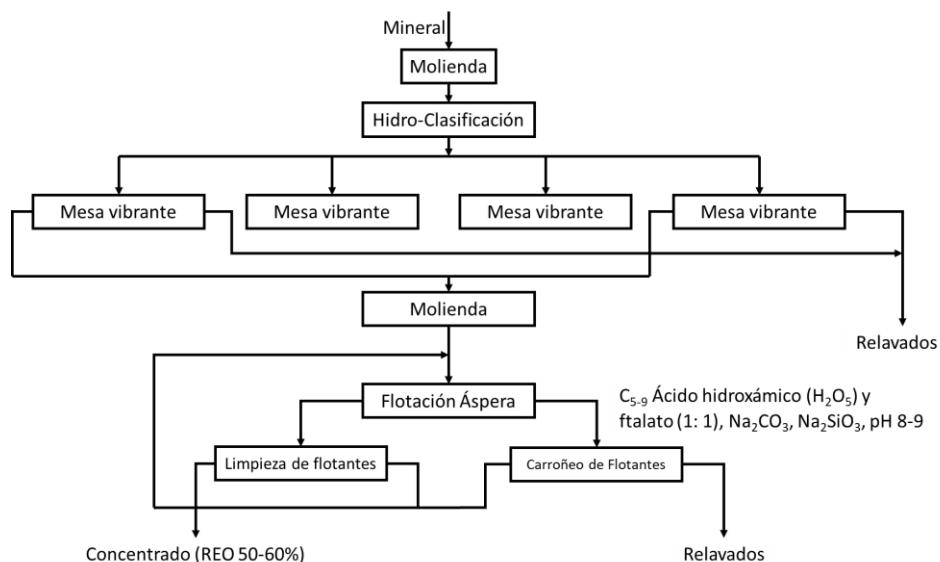 Mineral
Molienda
Hidro-Clasificación
Mesa vibrante
Mesa vibrante
Mesa vibrante
Mesa vibrante
Molienda
Relavados
Flotación Áspera
C₅₋₉ Ácido hidroxámico (H₂O₅) y
ftalato (1: 1), Na₂CO₃, Na₂SiO₃, pH 8-9
Limpieza de flotantes
Carroñeo de Flotantes
Concentrado (REO 50-60%)
Relavados